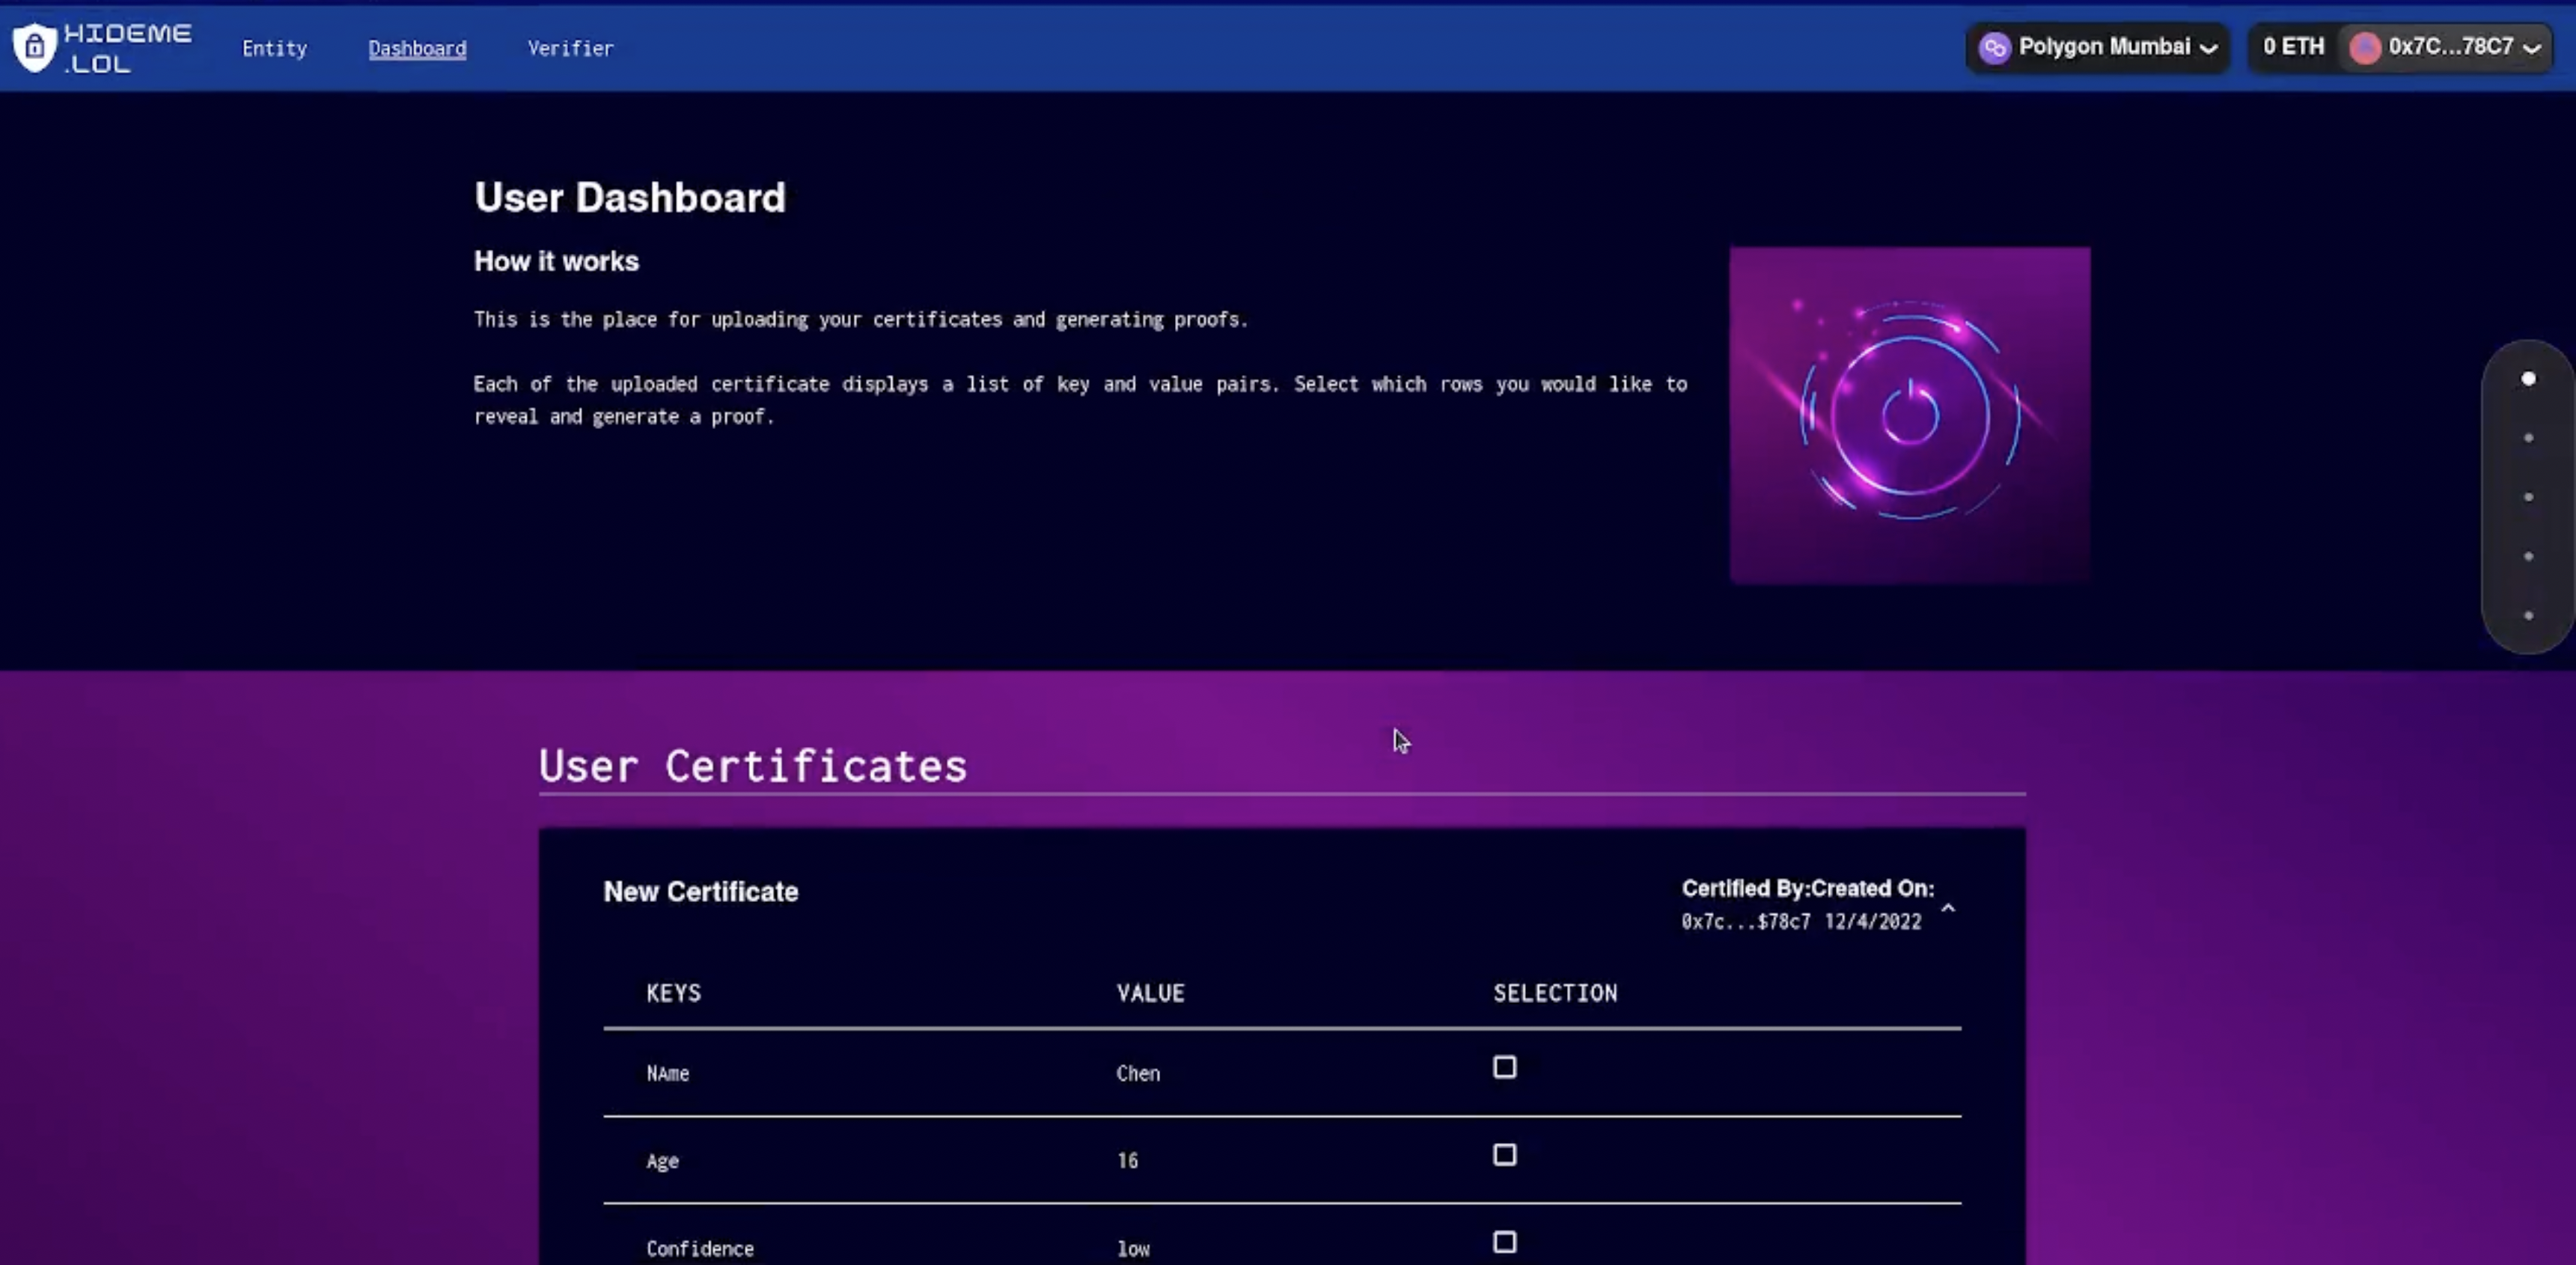 HIDEME
.LOL
Entity Dashboard Verifier Polygon Mumbai 0 ETH 0x7C...78C7
User Dashboard
How it works
This is the place for uploading your certificates and generating proofs.
Each of the uploaded certificate displays a list of key and value pairs. Select which rows you would like to
reveal and generate a proof.
User Certificates
New Certificate
Certified By:Created On:
0x7c...$78c7 12/4/2022
KEYS VALUE SELECTION
NAme Chen
Age 16
Confidence low